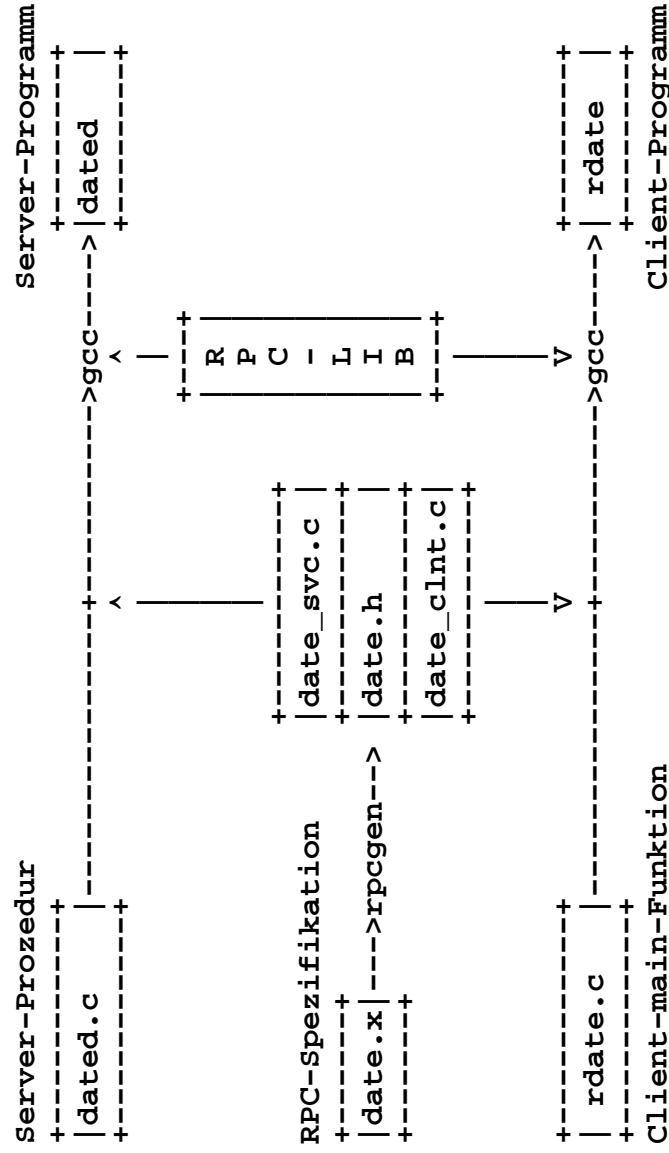 Server-Prozedur Server-Programm
dated.c gcc dated
R
P
RPC-Spezifikation date_svc.c C
-
date.x rpcgen date.h L
I
date_clnt.c B
rdate.c gcc rdate
Client-main-Funktion Client-Programm